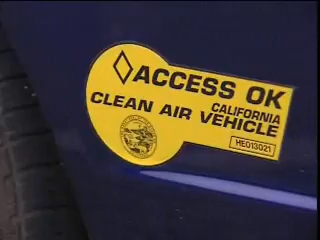 ACCESS OK
CALIFORNIA
CLEAN AIR VEHICLE
HE013021